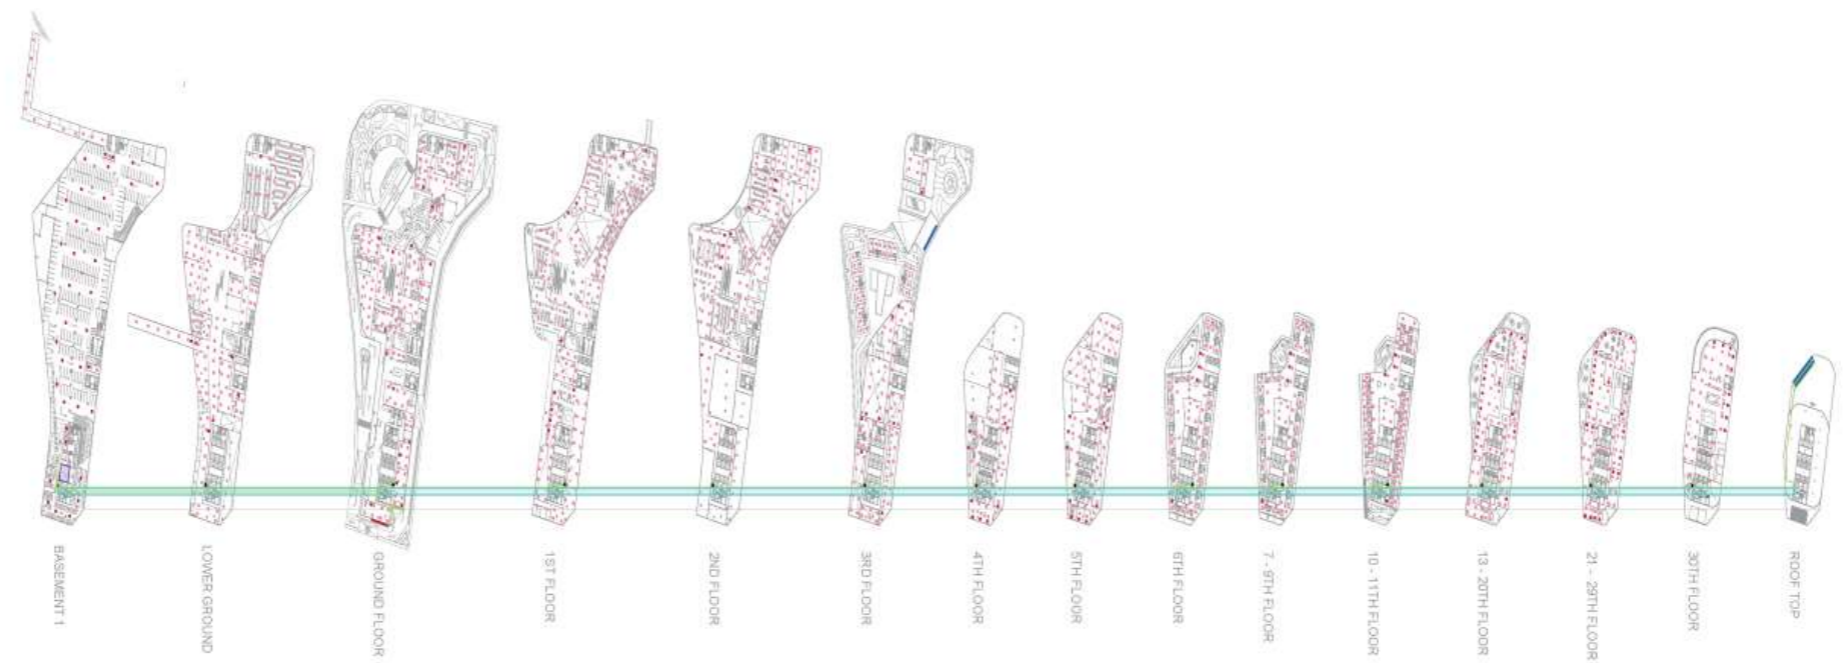 BASEMENT 1
LOWER GROUND
GROUND FLOOR
1ST FLOOR
2ND FLOOR
3RD FLOOR
4TH FLOOR
5TH FLOOR
6TH FLOOR
7 - 9TH FLOOR
10 - 11TH FLOOR
13 - 20TH FLOOR
21 - 29TH FLOOR
30TH FLOOR
ROOF TOP